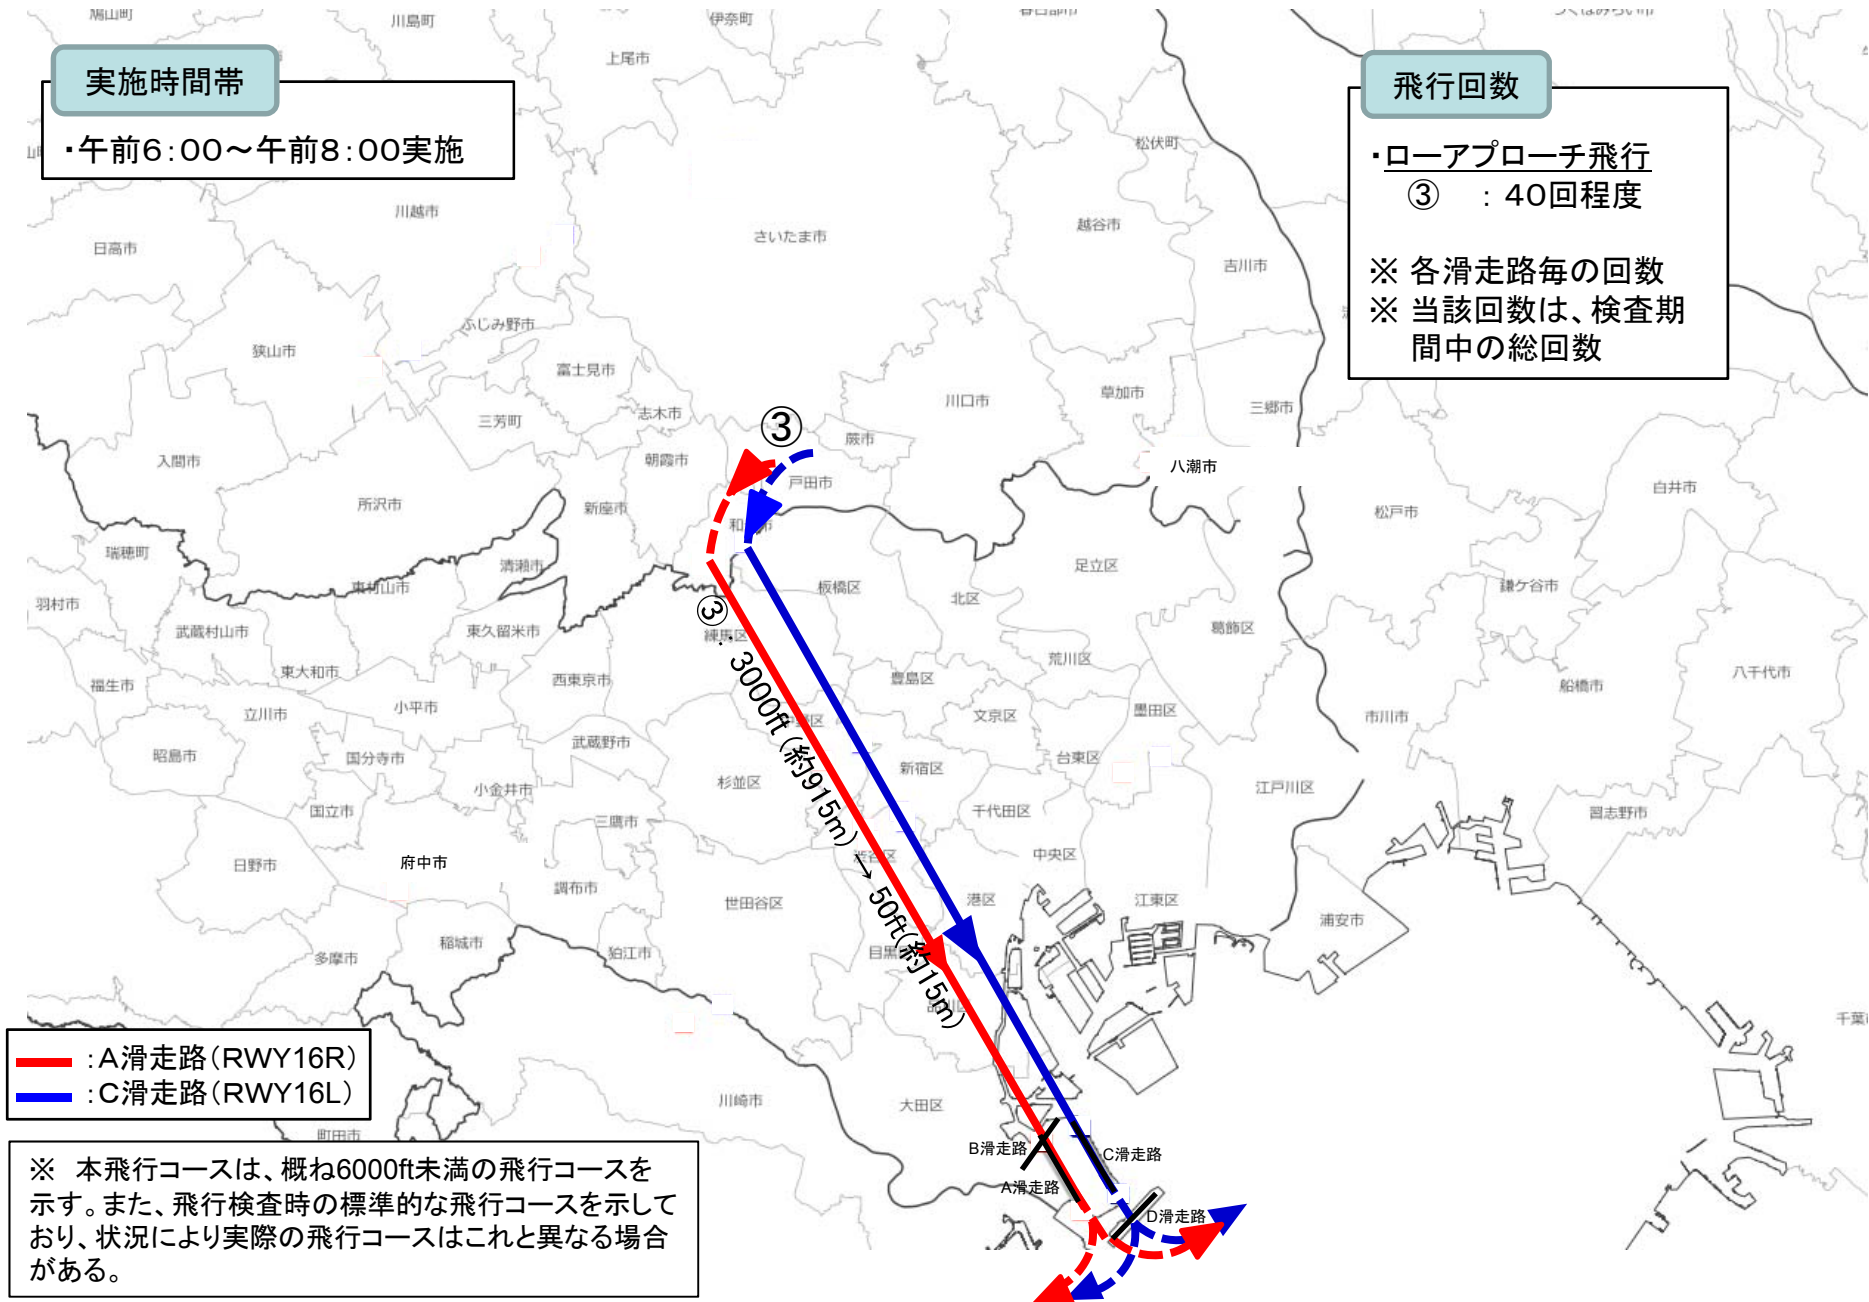 鳩山町
川島町
伊奈町
上尾市
実施時間帯
・午前6:00～午前8:00実施
飛行回数
・ローアプローチ飛行
③ : 40回程度
※ 各滑走路毎の回数
※ 当該回数は、検査期
間中の総回数
松伏町
川越市
さいたま市
越谷市
日高市
吉川市
ふじみ野市
狭山市
富士見市
草加市
川口市
三郷市
志木市
三芳町
③
蕨市
入間市
朝霞市
八潮市
戸田市
白井市
所沢市
新座市
松戸市
瑞穂町
清瀬市
足立区
東村山市
板橋区
鎌ケ谷市
羽村市
北区
武蔵村山市
東久留米市
③ : 3000ft (約915m) → 50ft(約15m)
練馬区
葛飾区
東大和市
荒川区
福生市
西東京市
豊島区
船橋市
八千代市
立川市
小平市
文京区
墨田区
市川市
中野区
昭島市
国分寺市
武蔵野市
台東区
新宿区
杉並区
小金井市
江戸川区
国立市
千代田区
習志野市
三鷹市
日野市
府中市
渋谷区
中央区
調布市
世田谷区
港区
江東区
浦安市
稲城市
狛江市
多摩市
目黒区
品川区
:A滑走路(RWY16R)
:C滑走路(RWY16L)
川崎市
大田区
町田市
B滑走路
C滑走路
A滑走路
D滑走路
※ 本飛行コースは、概ね6000ft未満の飛行コースを
示す。また、飛行検査時の標準的な飛行コースを示して
おり、状況により実際の飛行コースはこれと異なる場合
がある。